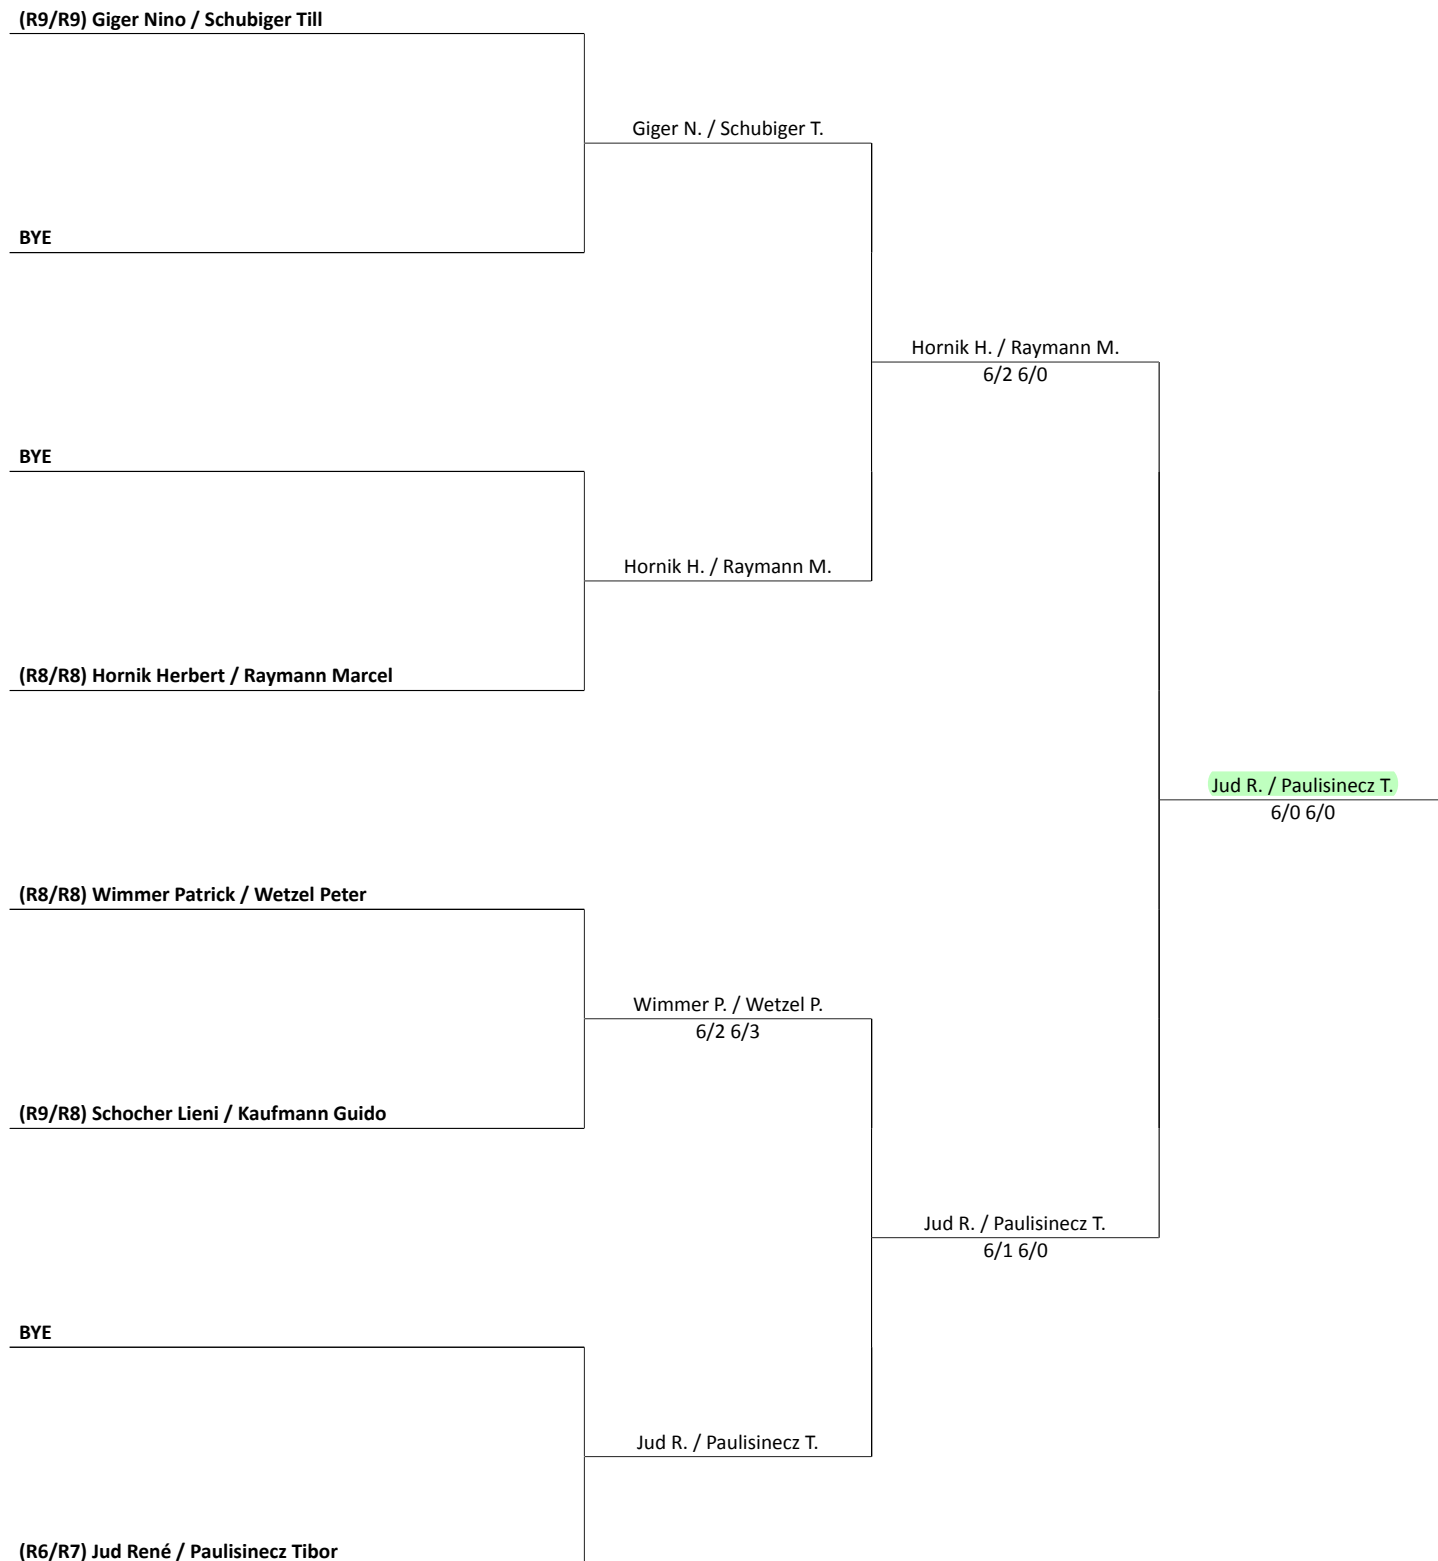 (R9/R9) Giger Nino / Schubiger Till
Giger N. / Schubiger T.
BYE
Hornik H. / Raymann M.
6/2 6/0
BYE
Hornik H. / Raymann M.
(R8/R8) Hornik Herbert / Raymann Marcel
Jud R. / Paulisinecz T.
6/0 6/0
(R8/R8) Wimmer Patrick / Wetzel Peter
Wimmer P. / Wetzel P.
6/2 6/3
(R9/R8) Schocher Lieni / Kaufmann Guido
Jud R. / Paulisinecz T.
6/1 6/0
BYE
Jud R. / Paulisinecz T.
(R6/R7) Jud René / Paulisinecz Tibor